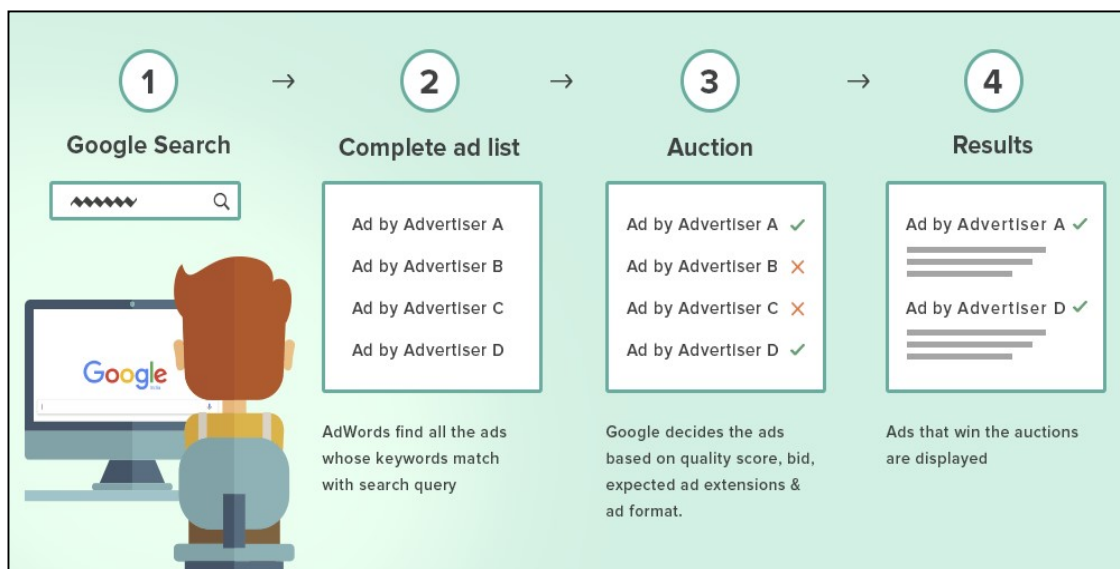 1
→
2
→
3
→
4
Google Search
Complete ad list
Auction
Results
Ad by Advertiser A
Ad by Advertiser B
Ad by Advertiser C
Ad by Advertiser D
AdWords find all the ads
whose keywords match
with search query
Ad by Advertiser A ✓
Ad by Advertiser B ✕
Ad by Advertiser C ✕
Ad by Advertiser D ✓
Google decides the ads
based on quality score, bid,
expected ad extensions &
ad format.
Ad by Advertiser A ✓
Ad by Advertiser D ✓
Ads that win the auctions
are displayed
Google